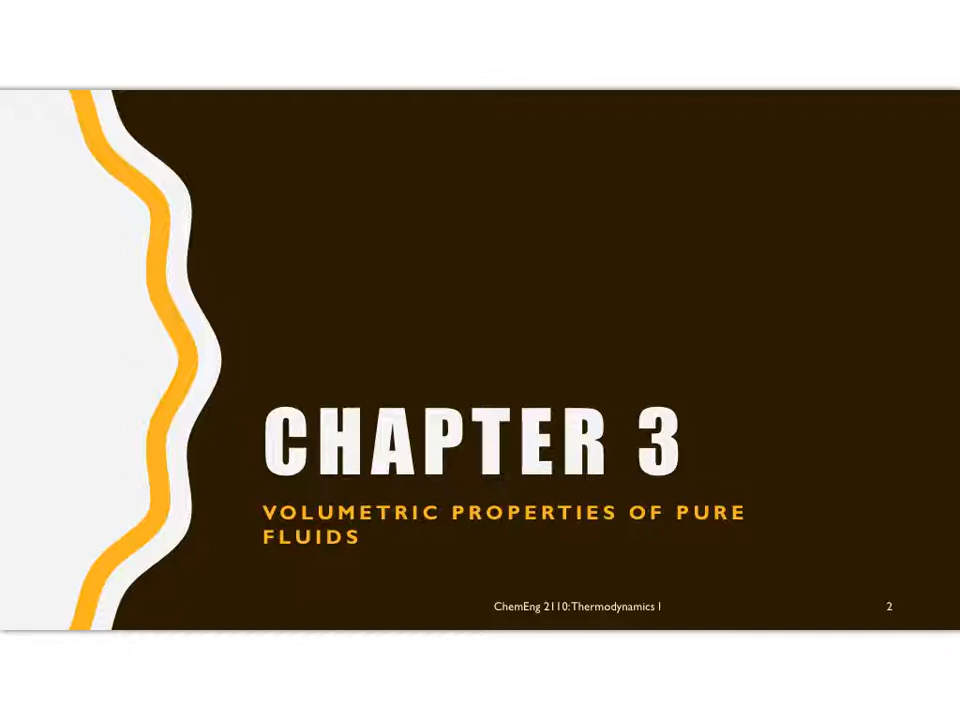 CHAPTER 3
VOLUMETRIC PROPERTIES OF PURE
FLUIDS
ChemEng 2110: Thermodynamics I
2